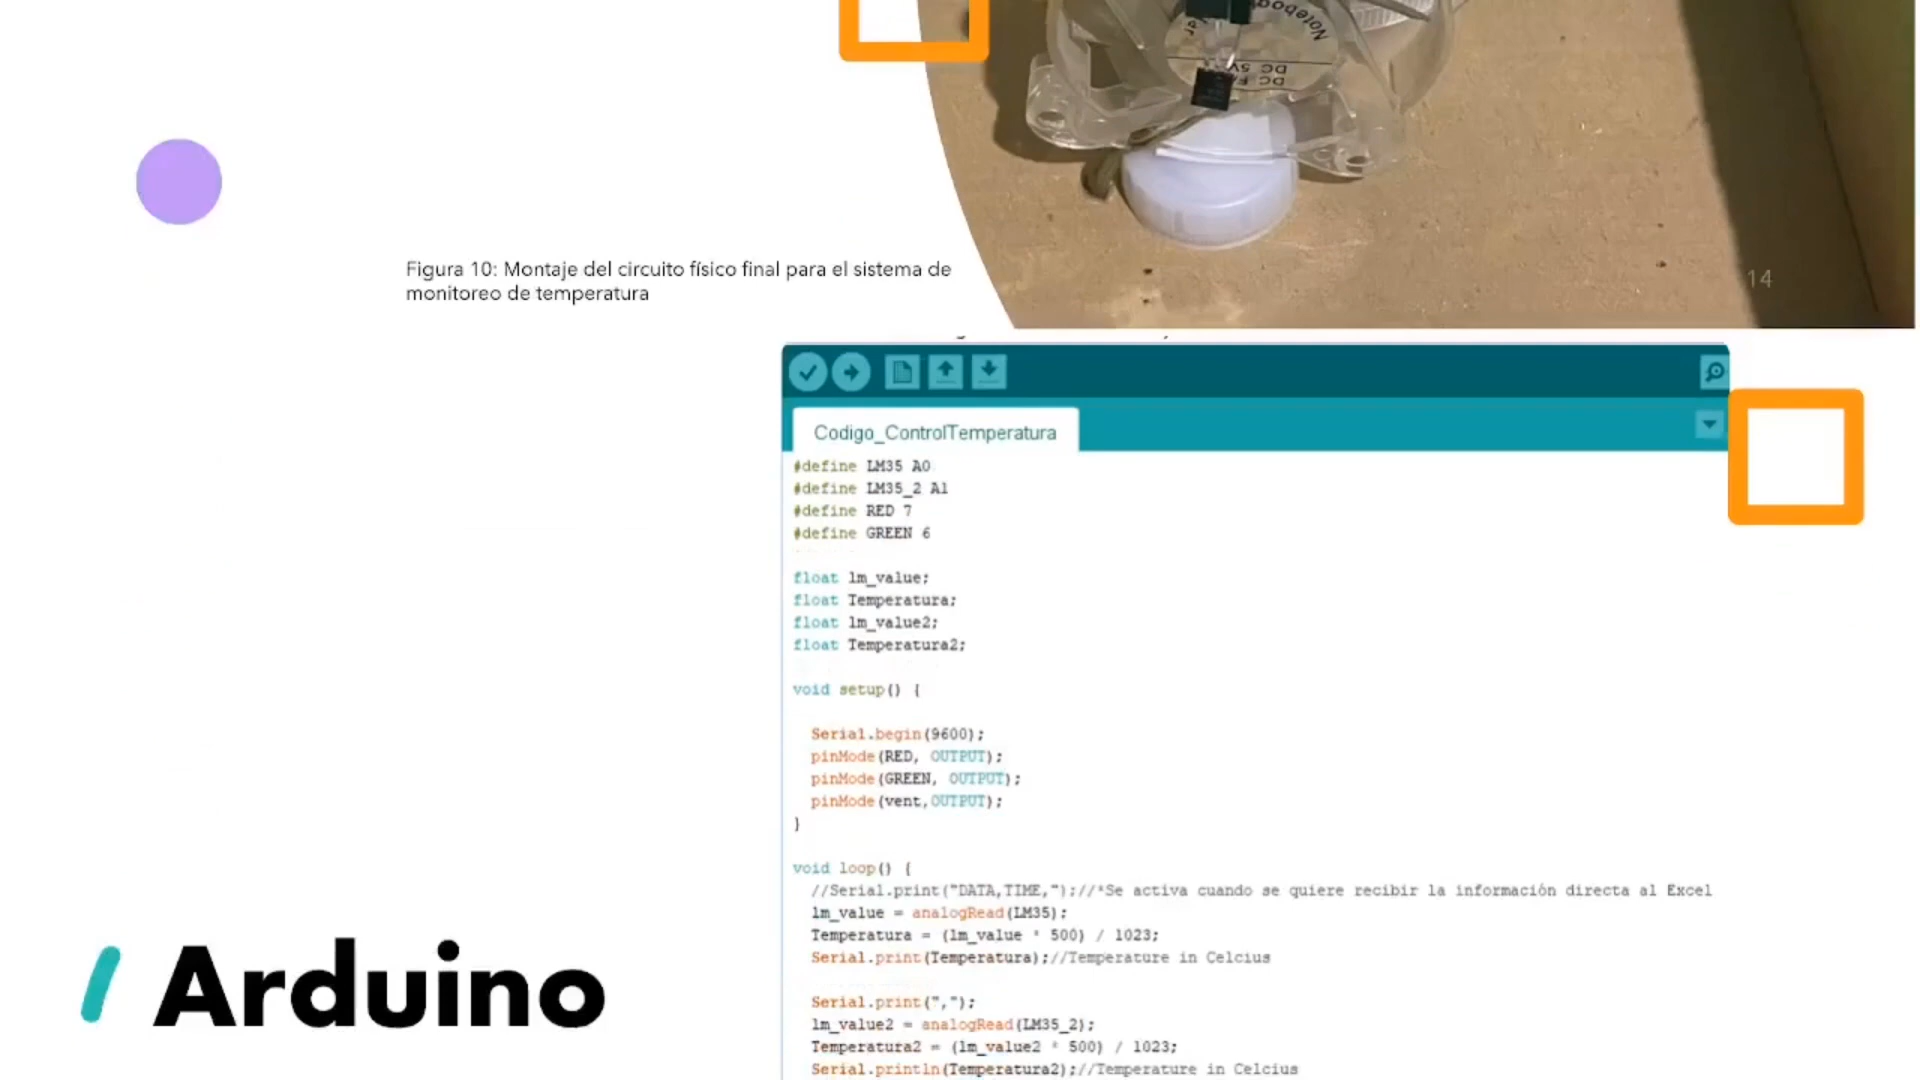 Notebo
DC F
DC 5V
Figura 10: Montaje del circuito físico final para el sistema de
monitoreo de temperatura
14
Codigo_ControlTemperatura
#define LM35 A0
#define LM35_2 A1
#define RED 7
#define GREEN 6
float lm_value;
float Temperatura;
float lm_value2;
float Temperatura2;
void setup() {
Serial.begin(9600);
pinMode(RED, OUTPUT);
pinMode(GREEN, OUTPUT);
pinMode(vent,OUTPUT);
}
void loop() {
//Serial.print("DATA,TIME,");//*Se activa cuando se quiere recibir la información directa al Excel
lm_value = analogRead(LM35);
Temperatura = (lm_value * 500) / 1023;
Serial.print(Temperatura);//Temperature in Celcius
Serial.print(",");
lm_value2 = analogRead(LM35_2);
Temperatura2 = (lm_value2 * 500) / 1023;
Serial.println(Temperatura2);//Temperature in Celcius
/ Arduino